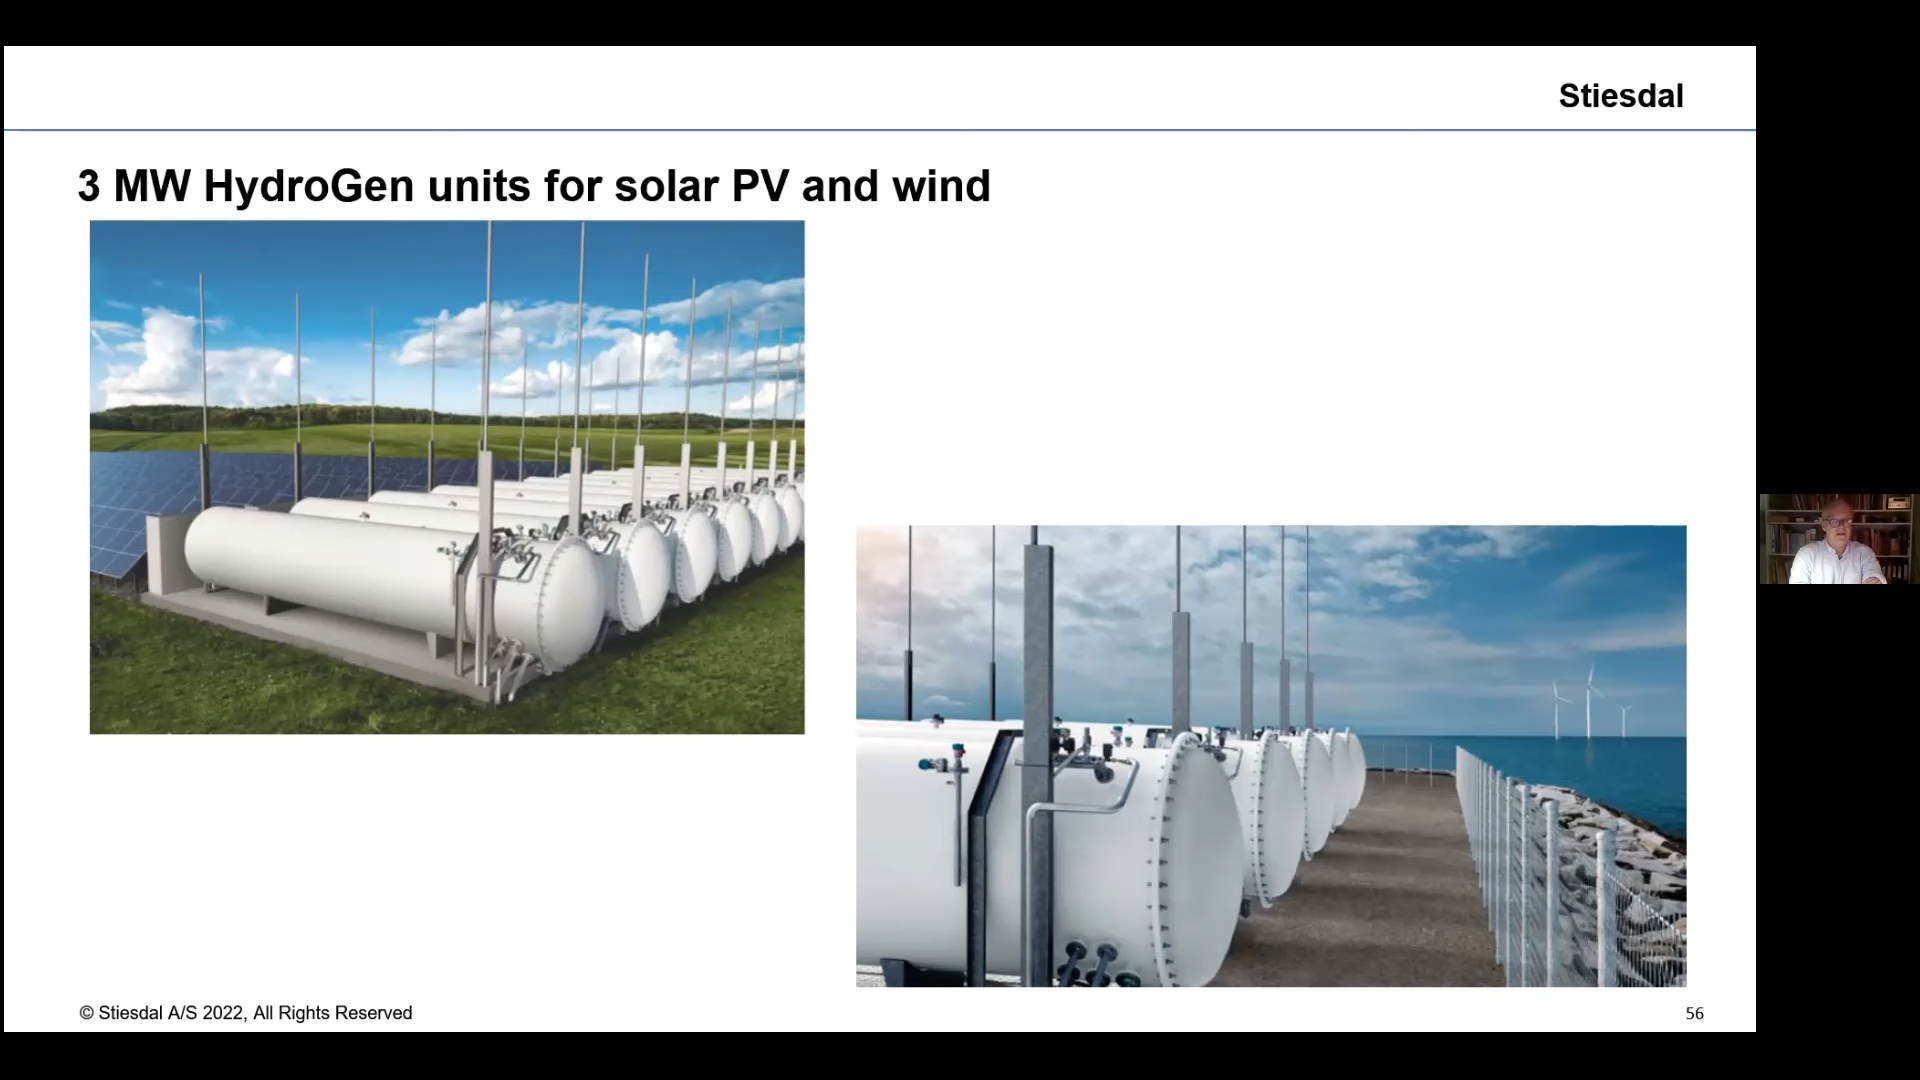 Stiesdal
3 MW HydroGen units for solar PV and wind
© Stiesdal A/S 2022, All Rights Reserved
56